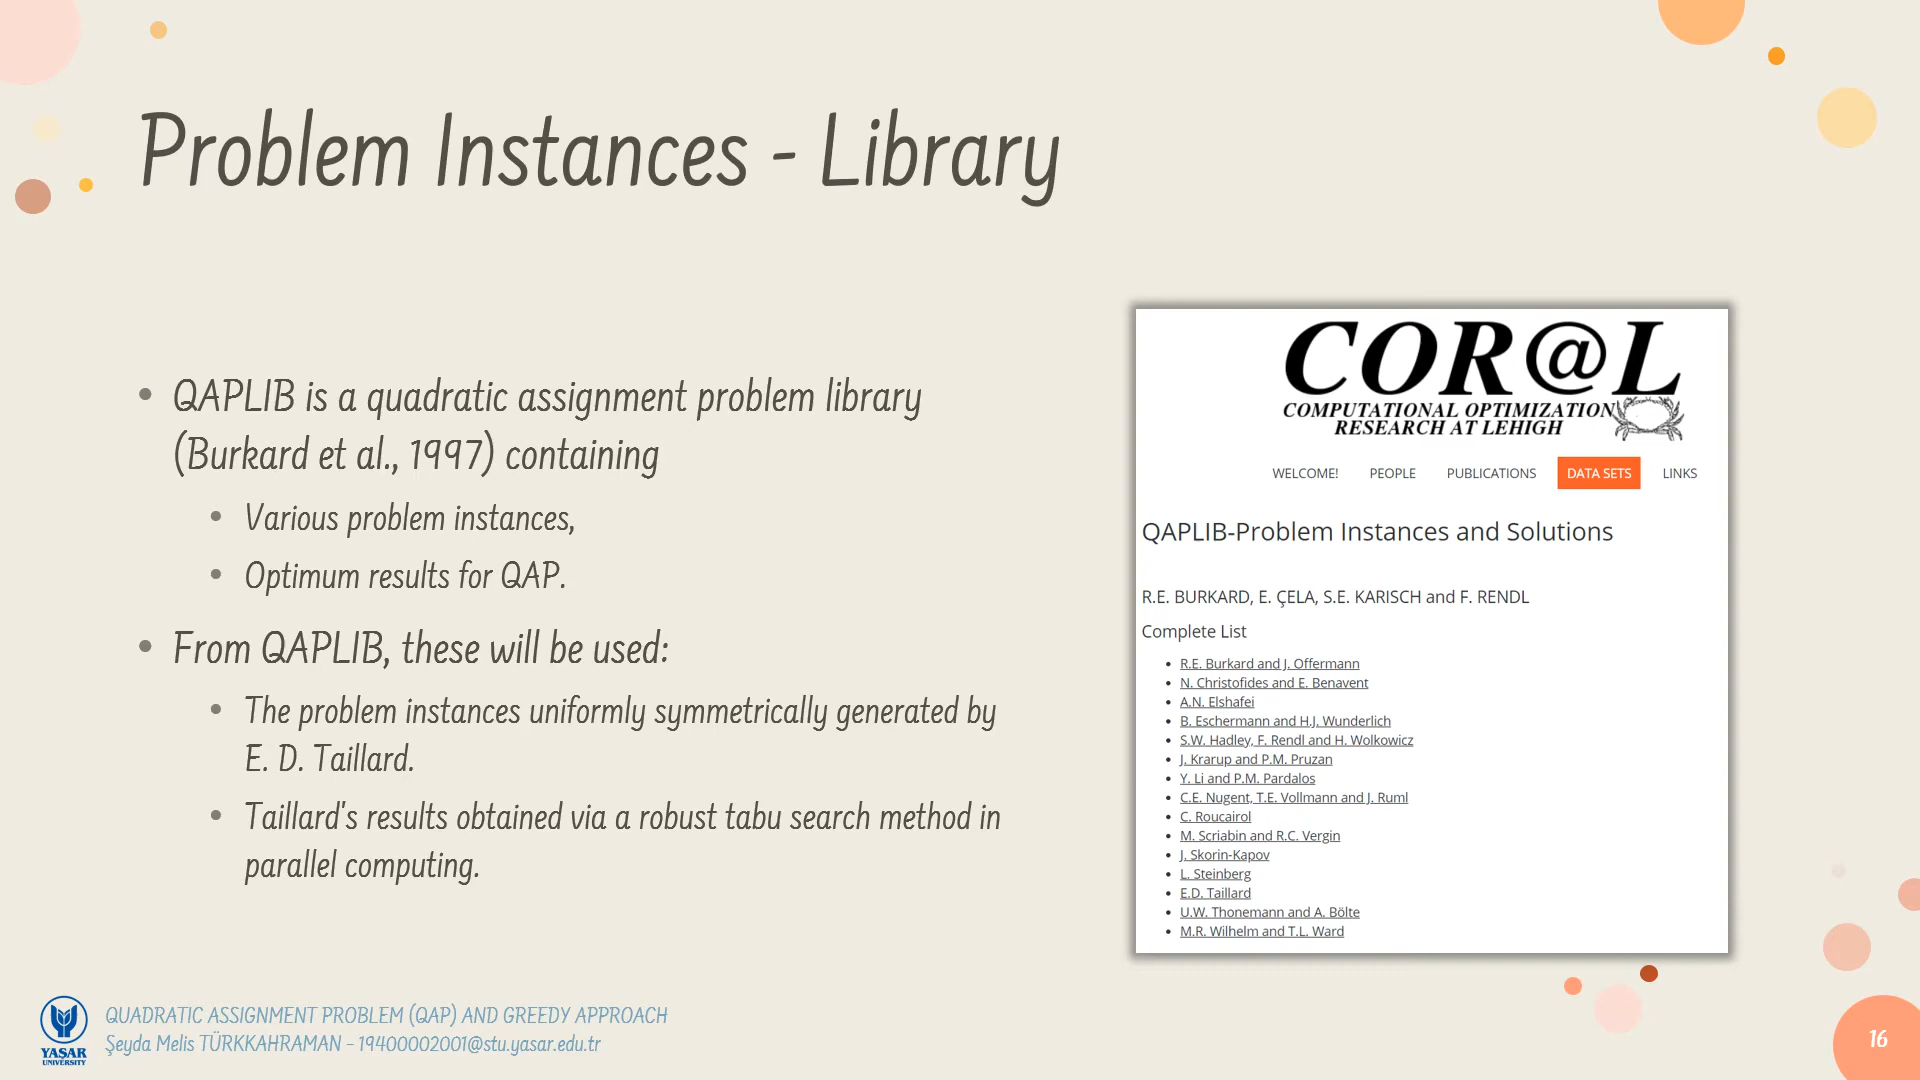 Problem Instances - Library
• QAPLIB is a quadratic assignment problem library
(Burkard et al., 1997) containing
• Various problem instances,
• Optimum results for QAP.
• From QAPLIB, these will be used:
• The problem instances uniformly symmetrically generated by
E. D. Taillard.
• Taillard's results obtained via a robust tabu search method in
parallel computing.
COR@L
COMPUTATIONAL OPTIMIZATION
RESEARCH AT LEHIGH
WELCOME! PEOPLE PUBLICATIONS DATA SETS LINKS
QAPLIB-Problem Instances and Solutions
R.E. BURKARD, E. ÇELA, S.E. KARISCH and F. RENDL
Complete List
• R.E. Burkard and J. Offermann
• N. Christofides and E. Benavent
• A.N. Elshafei
• B. Eschermann and H.J. Wunderlich
• S.W. Hadley, F. Rendl and H. Wolkowicz
• J. Krarup and P.M. Pruzan
• Y. Li and P.M. Pardalos
• C.E. Nugent, T.E. Vollmann and J. Ruml
• C. Roucairol
• M. Scriabin and R.C. Vergin
• J. Skorin-Kapov
• L. Steinberg
• E.D. Taillard
• U.W. Thonemann and A. Bölte
• M.R. Wilhelm and T.L. Ward
YAŞAR
UNIVERSITY
QUADRATIC ASSIGNMENT PROBLEM (QAP) AND GREEDY APPROACH
Şeyda Melis TÜRKKAHRAMAN - 19400002001@stu.yasar.edu.tr
16